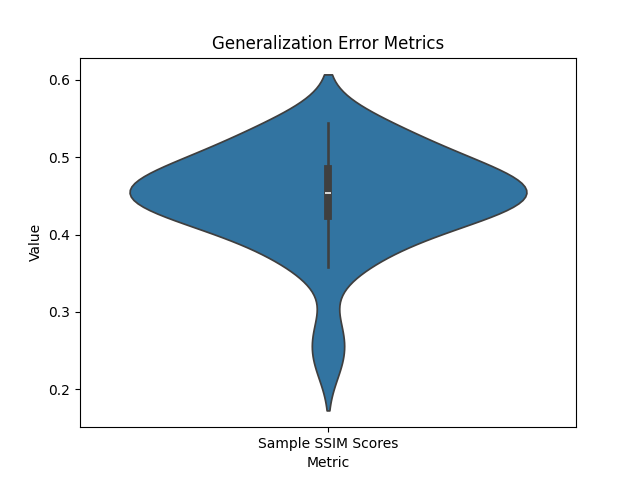 Generalization Error Metrics
0.6
0.5
0.4
0.3
0.2
Value
Sample SSIM Scores
Metric